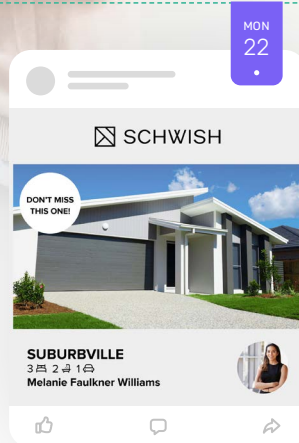 MON
22
SCHWISH
DON'T MISS
THIS ONE!
SUBURBVILLE
3 2 1
Melanie Faulkner Williams